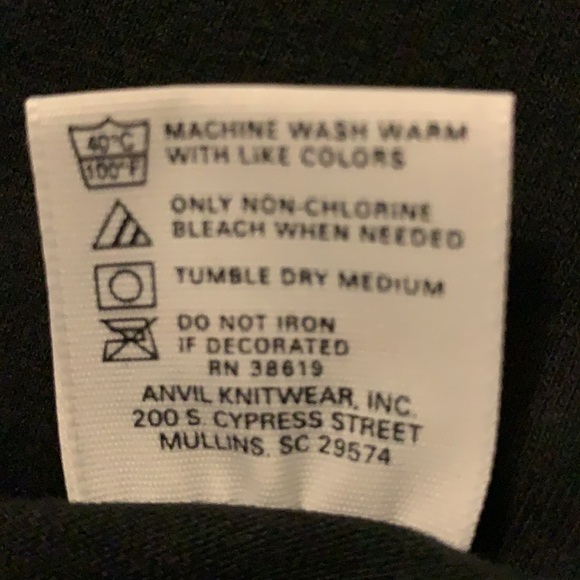 40°C
100°F
MACHINE WASH WARM
WITH LIKE COLORS
ONLY NON-CHLORINE
BLEACH WHEN NEEDED
TUMBLE DRY MEDIUM
DO NOT IRON
IF DECORATED
RN 38619
ANVIL KNITWEAR, INC.
200 S. CYPRESS STREET
MULLINS, SC 29574